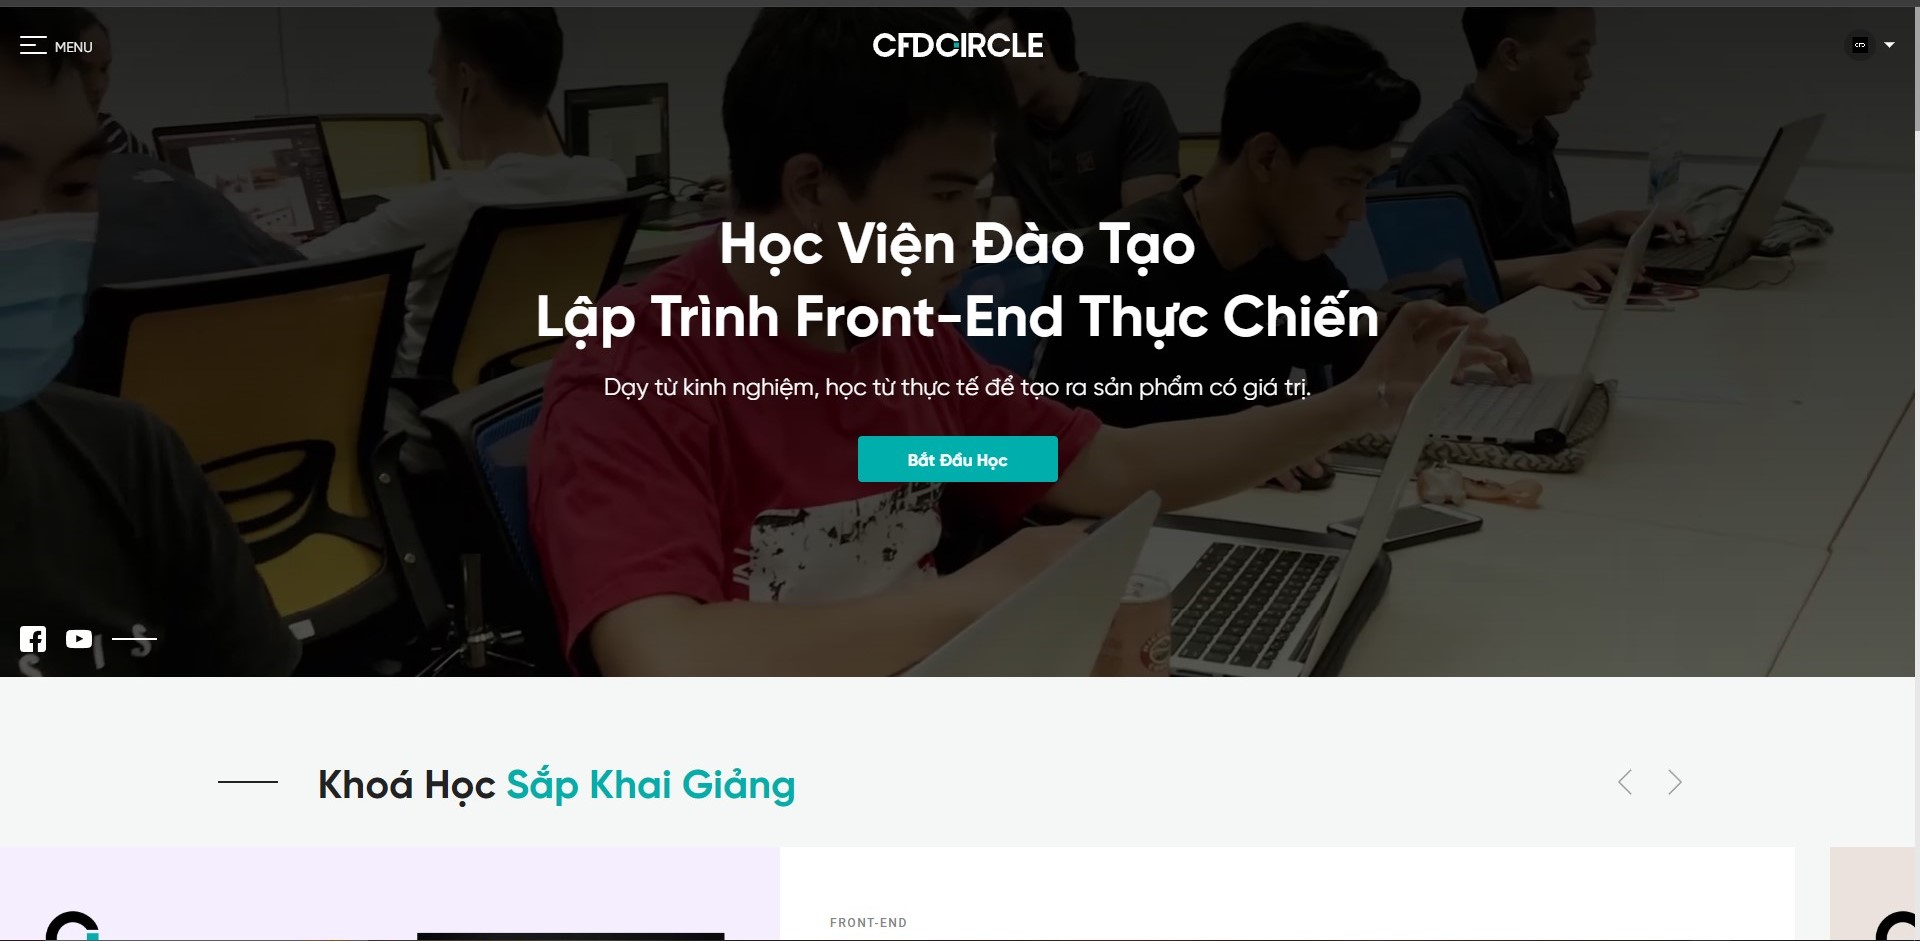 MENU
CFDCIRCLE
Học Viện Đào Tạo
Lập Trình Front-End Thực Chiến
Dạy từ kinh nghiệm, học từ thực tế để tạo ra sản phẩm có giá trị.
Bắt Đầu Học
Khoá Học Sắp Khai Giảng
FRONT-END